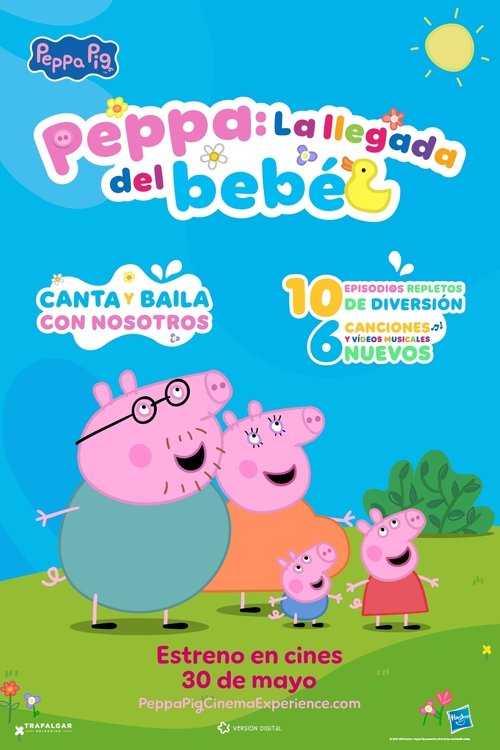 Peppa Pig
Peppa: La llegada
del bebé
CANTA Y BAILA
CON NOSOTROS
10 EPISODIOS REPLETOS
DE DIVERSIÓN
6 CANCIONES
Y VÍDEOS MUSICALES
NUEVOS
Estreno en cines
30 de mayo
PeppaPigCinemaExperience.com
TRAFALGAR
RELEASING
VERSIÓN DIGITAL
Hasbro